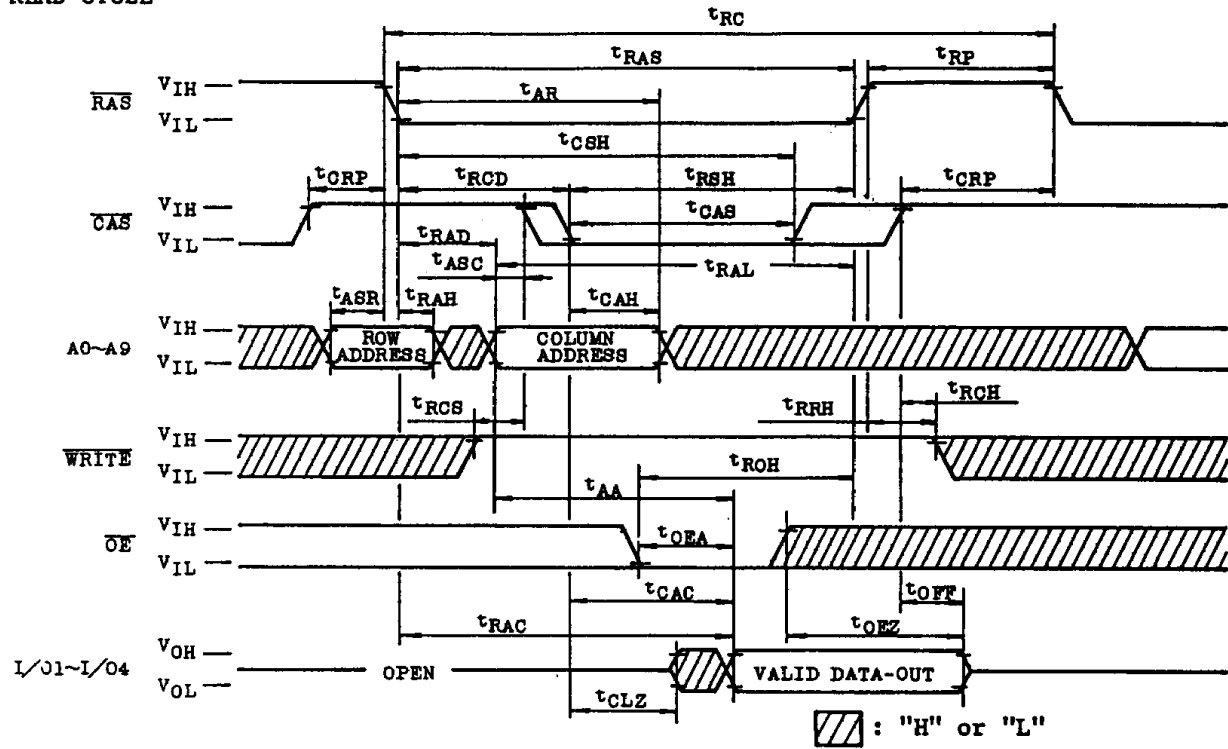 READ CYCLE
tRC
tRAS
tRP
RAS
VIH
VIL
tAR
tCSH
tCRP
tRCD
tRSH
tCRP
CAS
VIH
VIL
tCAS
tRAD
tASC
tRAL
tASR
tRAH
tCAH
A0~A9
VIH
VIL
ROW
ADDRESS
COLUMN
ADDRESS
tRCS
tRRH
tRCH
WRITE
VIH
VIL
tROH
tAA
OE
VIH
VIL
tOEA
tCAC
tOFF
tRAC
tOEZ
I/O1~I/O4
VOH
VOL
OPEN
VALID DATA-OUT
tCLZ
: "H" or "L"